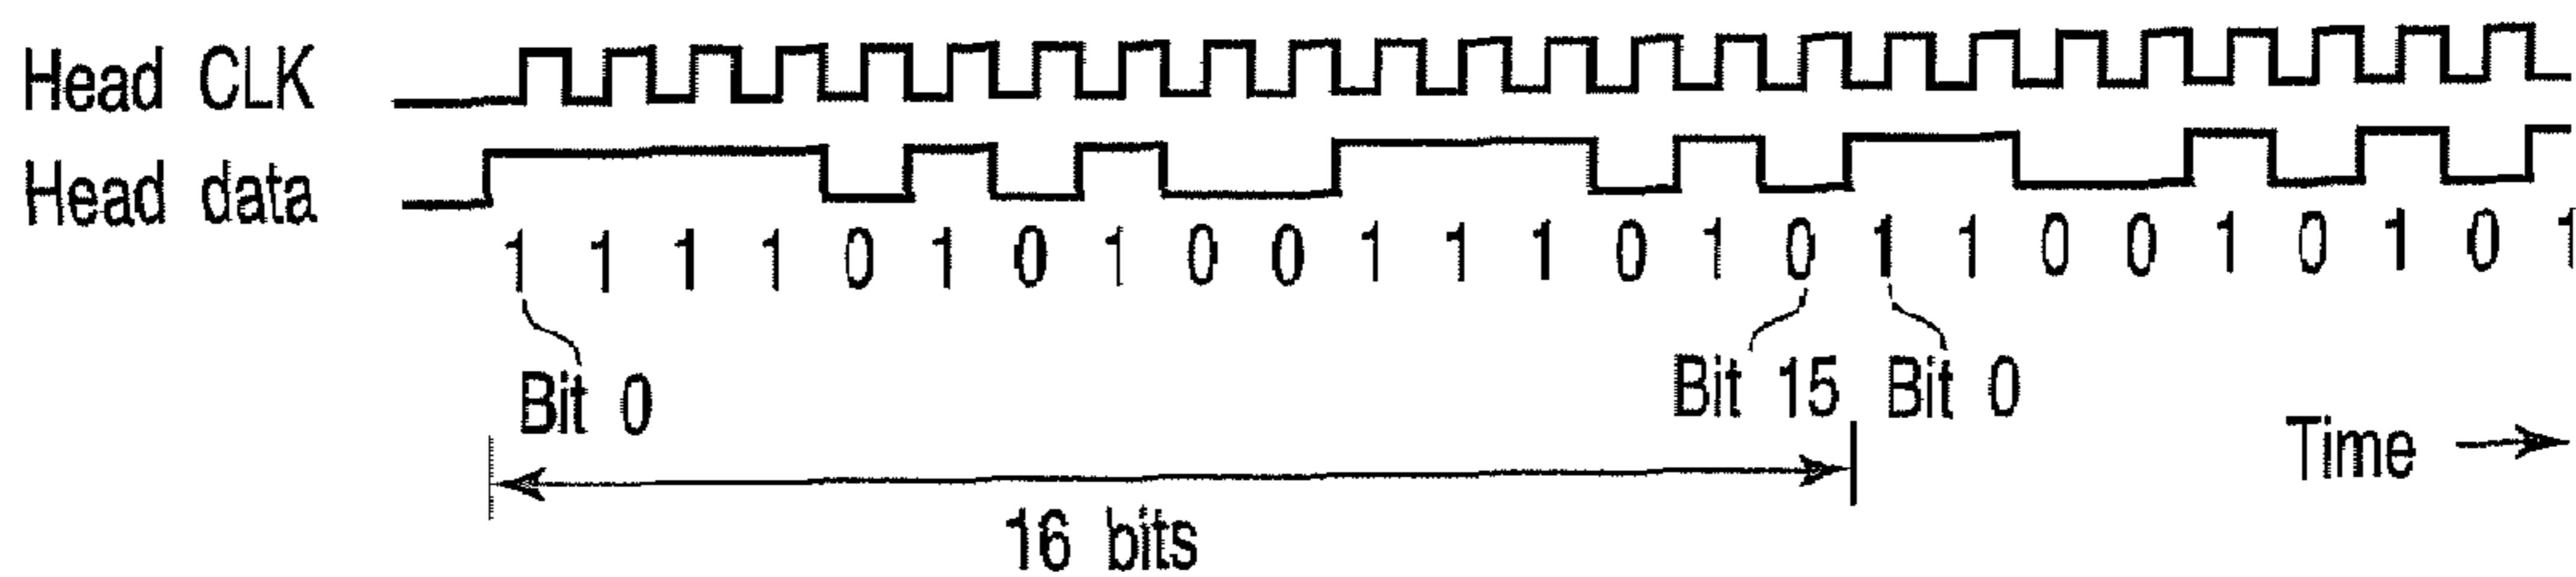 Head CLK
Head data
1 1 1 1 0 1 0 1 0 0 1 1 1 0 1 0 1 1 0 0 1 0 1 0 1
Bit 0 Bit 15 Bit 0
Time
16 bits